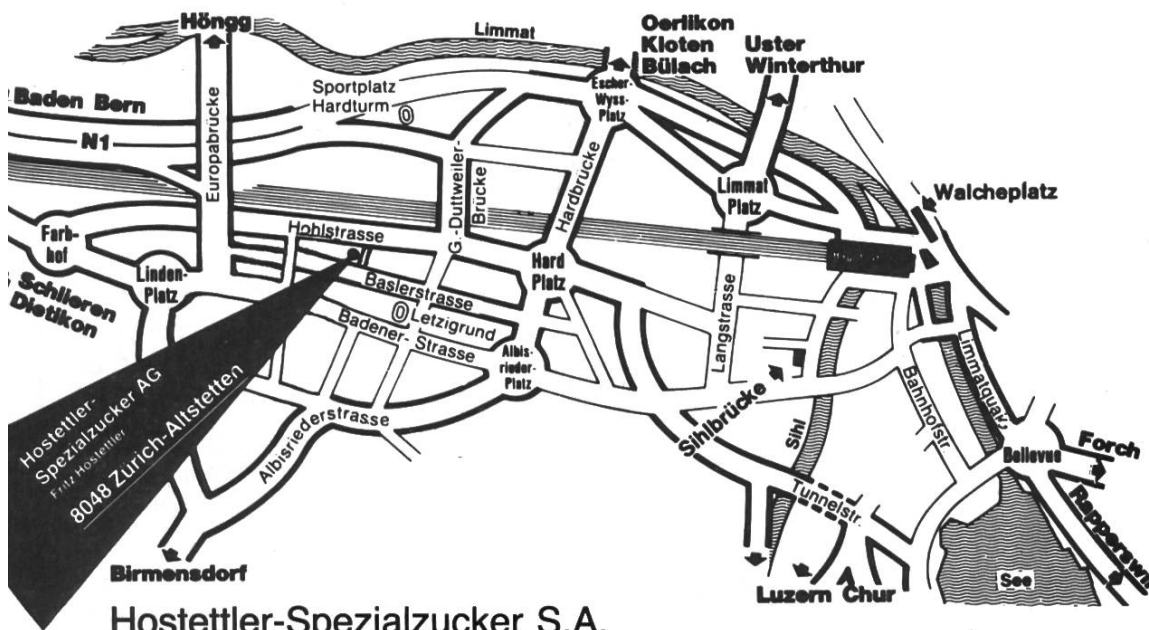 Höngg
Limmat
Oerlikon
Kloten
Bülach
Uster
Winterthur
Baden Bern
N1
Europabrücke
Sportplatz
Hardturm
Escher-
Wyss-
Platz
G.-Duttweiler-
Brücke
Hardbrücke
Limmat
Platz
Walcheplatz
Farb-
hof
Hohlstrasse
Linden-
Platz
Schlieren
Dietikon
Hard
Platz
Baslerstrasse
Letzigrund
Badener-Strasse
Albis-
rieder-
Platz
Langstrasse
Sihlbrücke
Sihl
Bahnhofstr.
Limmatquai
Bellevue
Forch
Rapperswi
Tunnelstr.
Albisriederstrasse
Hostettler-
Spezialzucker AG
Fritz Hostettler
8048 Zurich-Altstetten
Birmensdorf
Luzern Chur
See
Hostettler-Spezialzucker S.A.